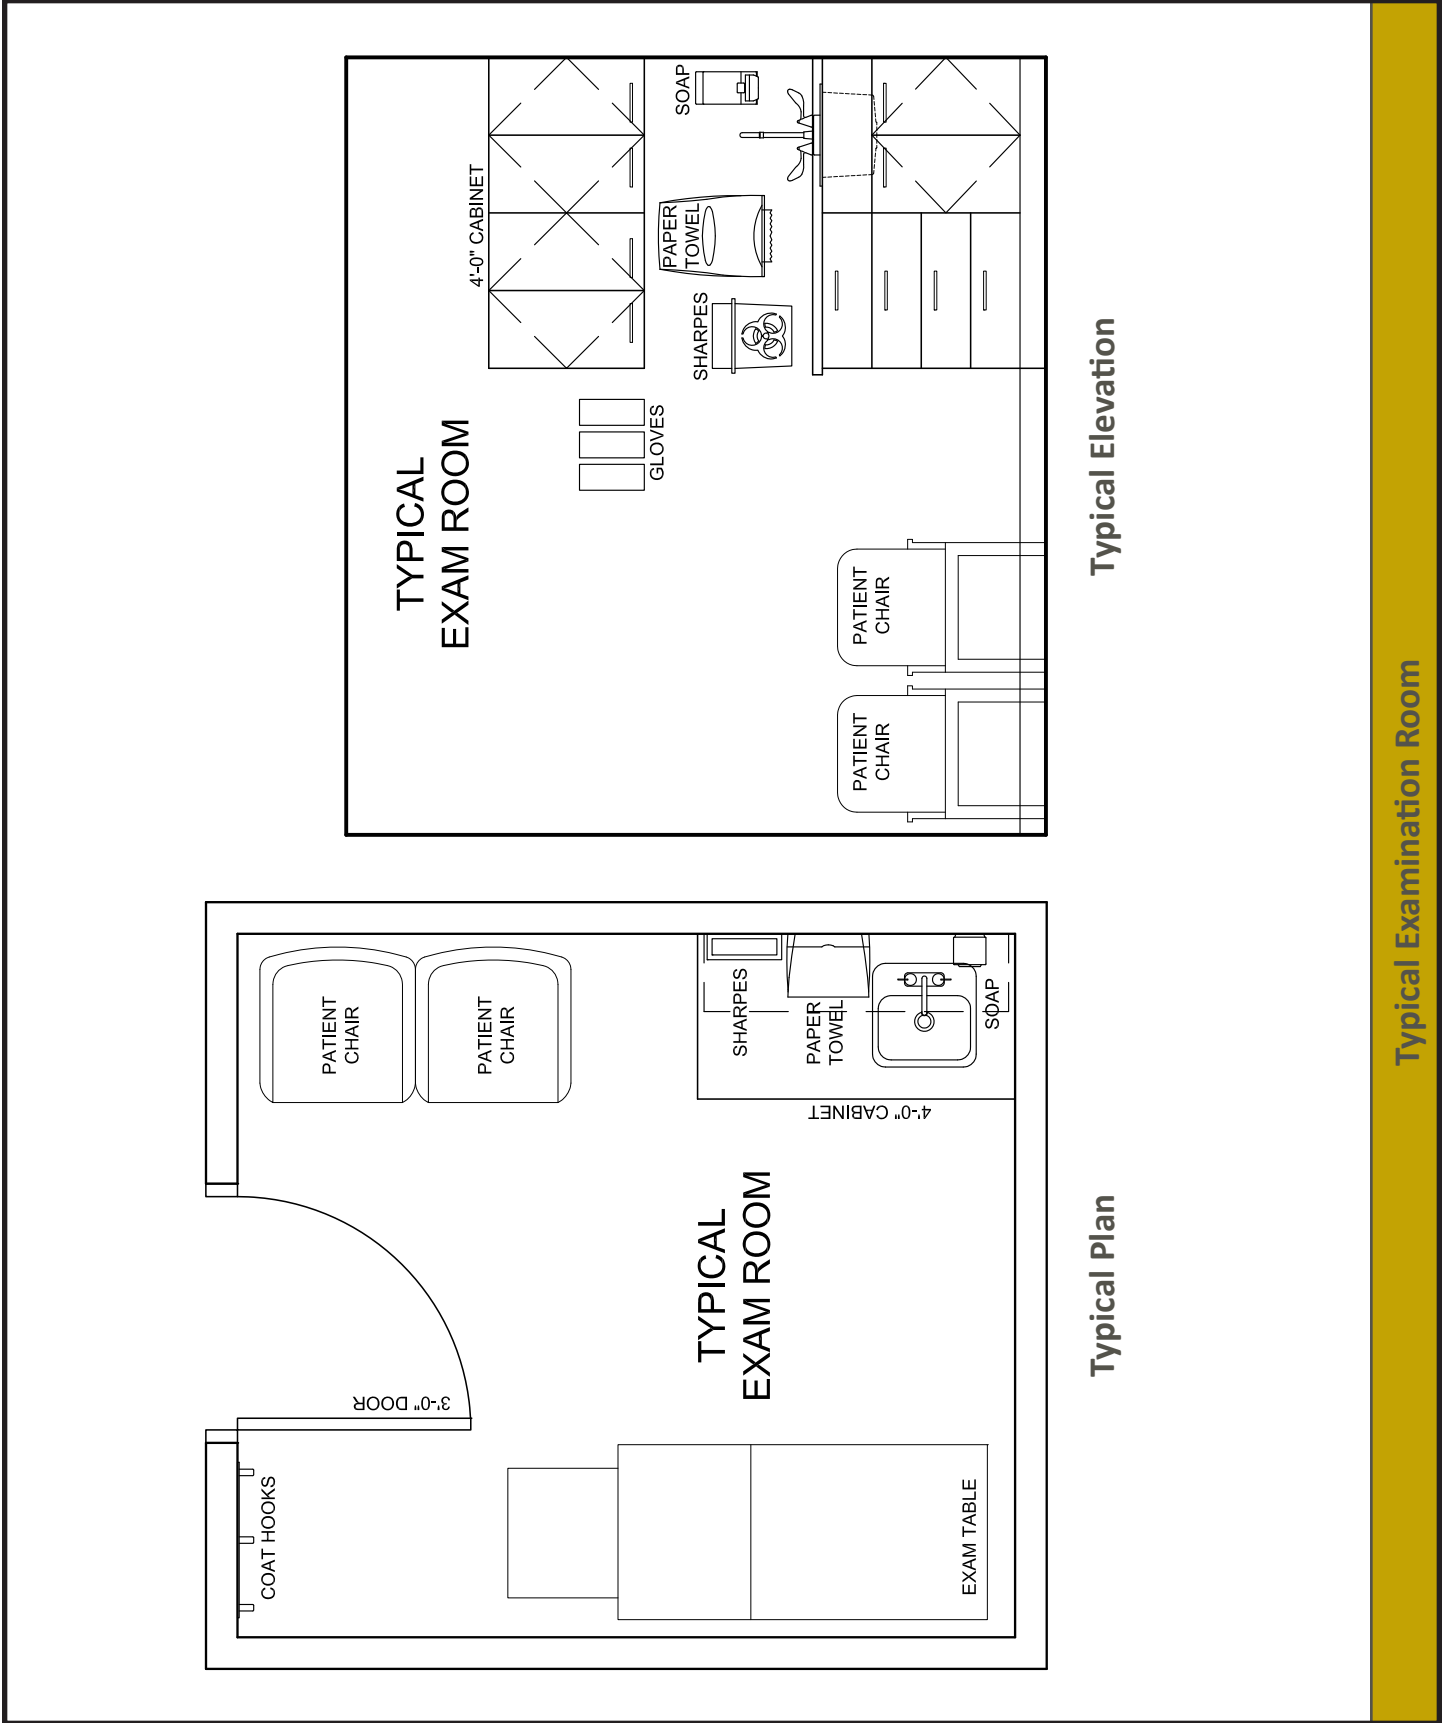 TYPICAL
EXAM ROOM
COAT HOOKS
3'-0" DOOR
PATIENT
CHAIR
PATIENT
CHAIR
EXAM TABLE
4'-0" CABINET
SHARPES
PAPER
TOWEL
SOAP
Typical Plan
TYPICAL
EXAM ROOM
4'-0" CABINET
GLOVES
SHARPES
PAPER
TOWEL
SOAP
PATIENT
CHAIR
PATIENT
CHAIR
Typical Elevation
Typical Examination Room